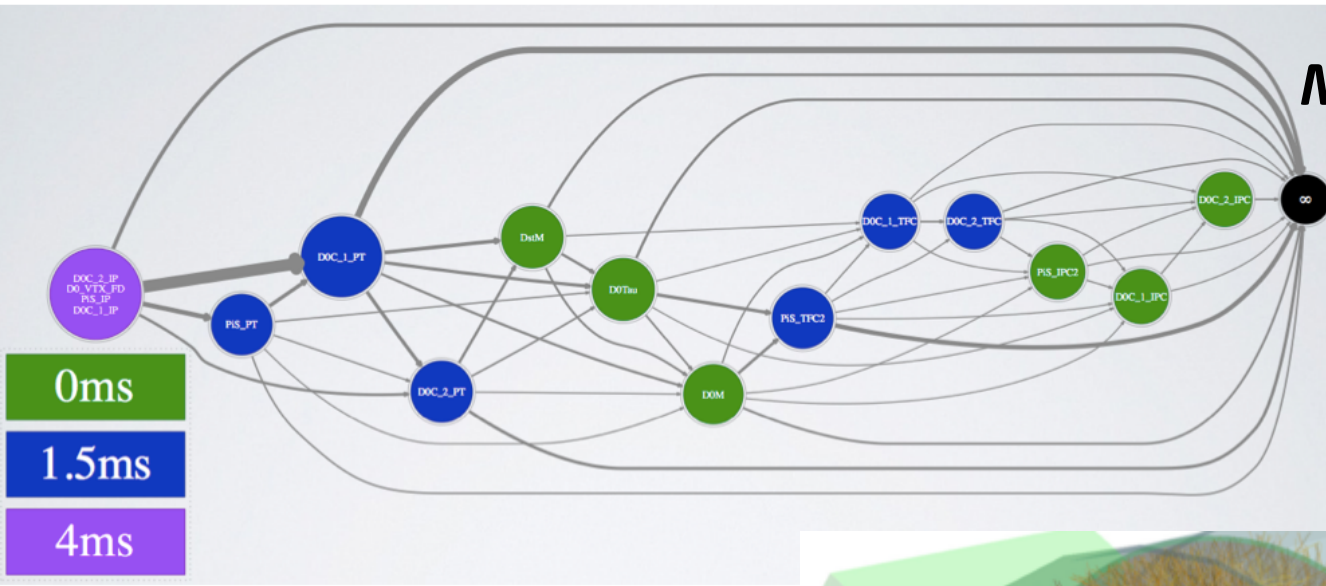 D0C_2_IP
D0_VTX_FD
PiS_IP
D0C_1_IP
PiS_PT
D0C_1_PT
D0C_2_PT
DstM
D0Tau
D0M
PiS_TFC2
D0C_1_TFC
D0C_2_TFC
PiS_IPC2
D0C_1_IPC
D0C_2_IPC
∞
0ms
1.5ms
4ms